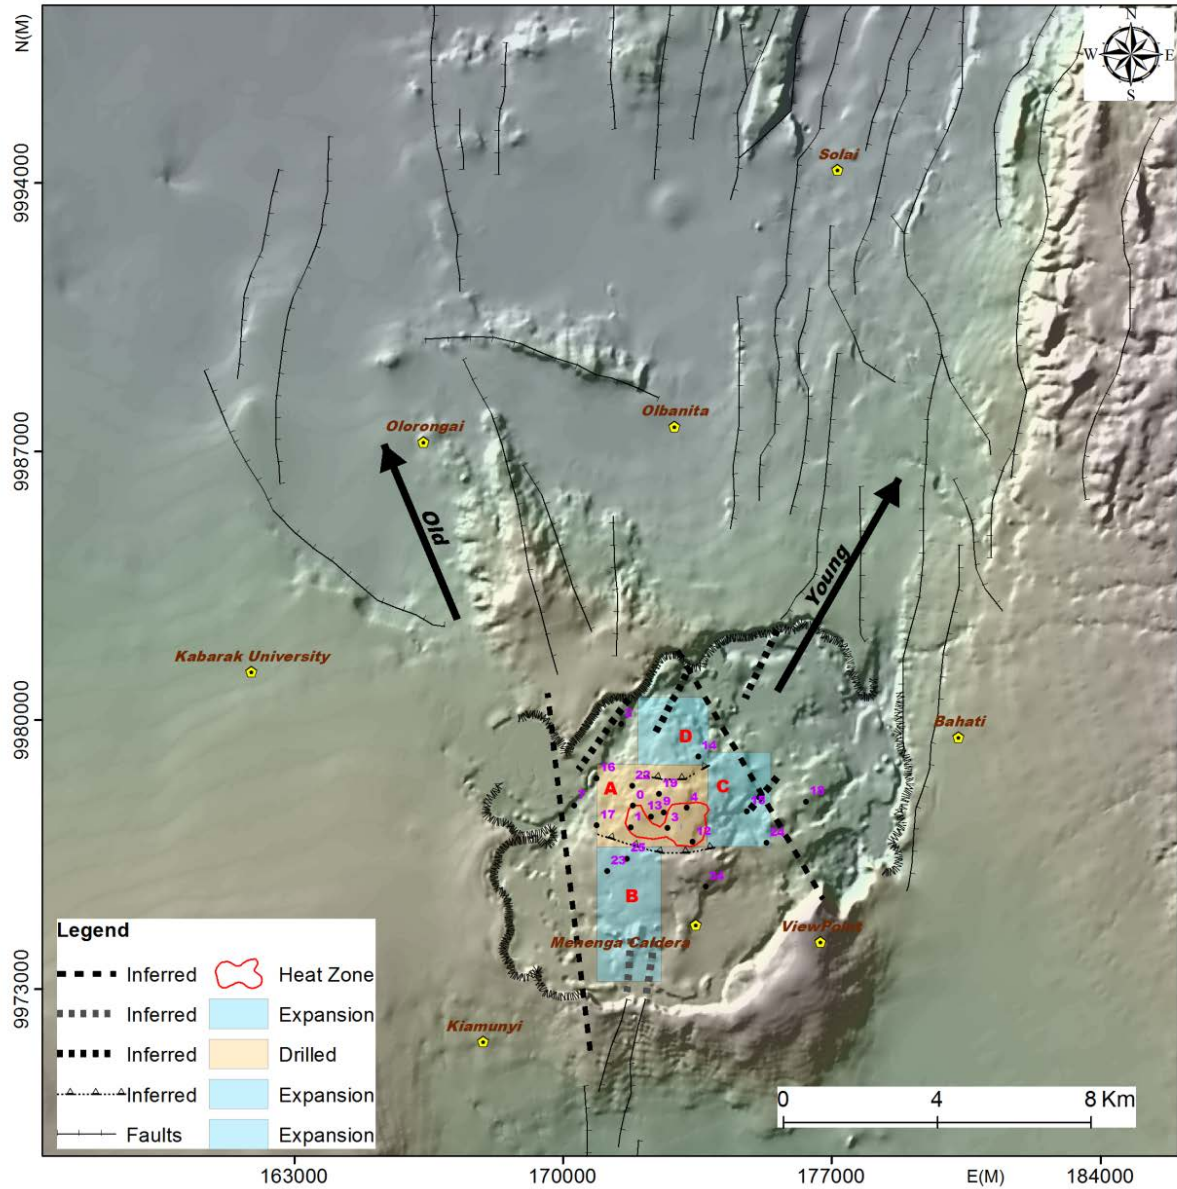 N(M)
N
W E
S
9994000
Solai
Olbanita
Olorongai
9987000
Old
Young
Kabarak University
9980000
Bahati
D
14
16
22
19
A
C
0
9
4
13
17
1
3
12
18
25
23
B
Menenga Caldera
ViewPoint
9973000
Kiamunyi
Legend
Inferred Heat Zone
Inferred Expansion
Inferred Drilled
Inferred Expansion
Faults Expansion
0 4 8 Km
163000 170000 177000 E(M) 184000